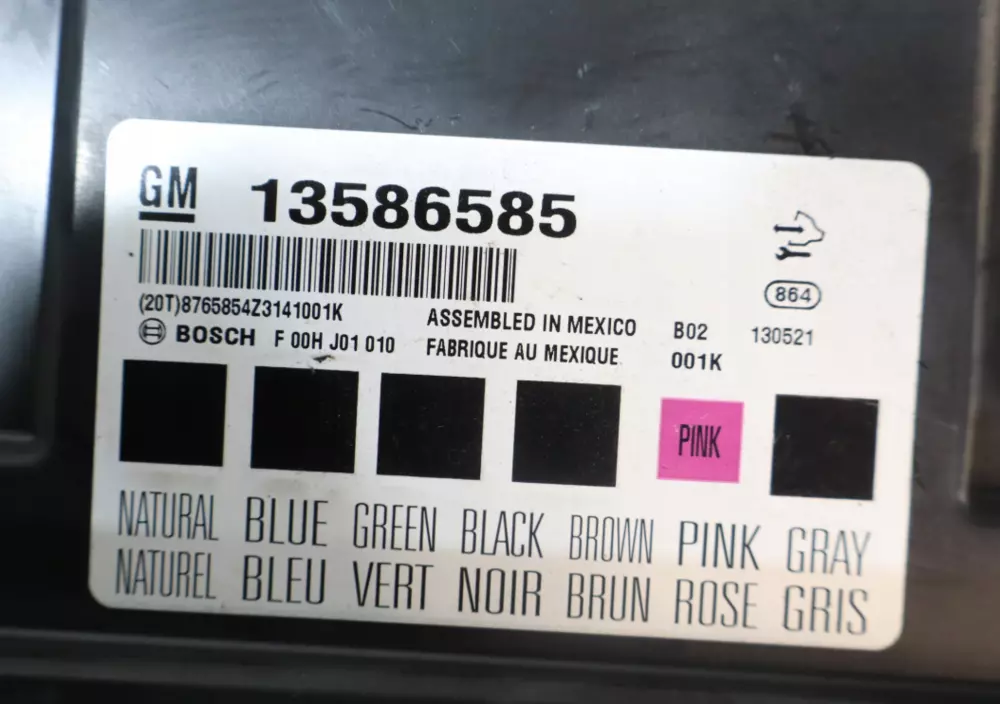 GM 13586585
864
(20T)8765854Z3141001K
ASSEMBLED IN MEXICO B02 130521
BOSCH F 00H J01 010
FABRIQUE AU MEXIQUE 001K
PINK
NATURAL BLUE GREEN BLACK BROWN PINK GRAY
NATUREL BLEU VERT NOIR BRUN ROSE GRIS